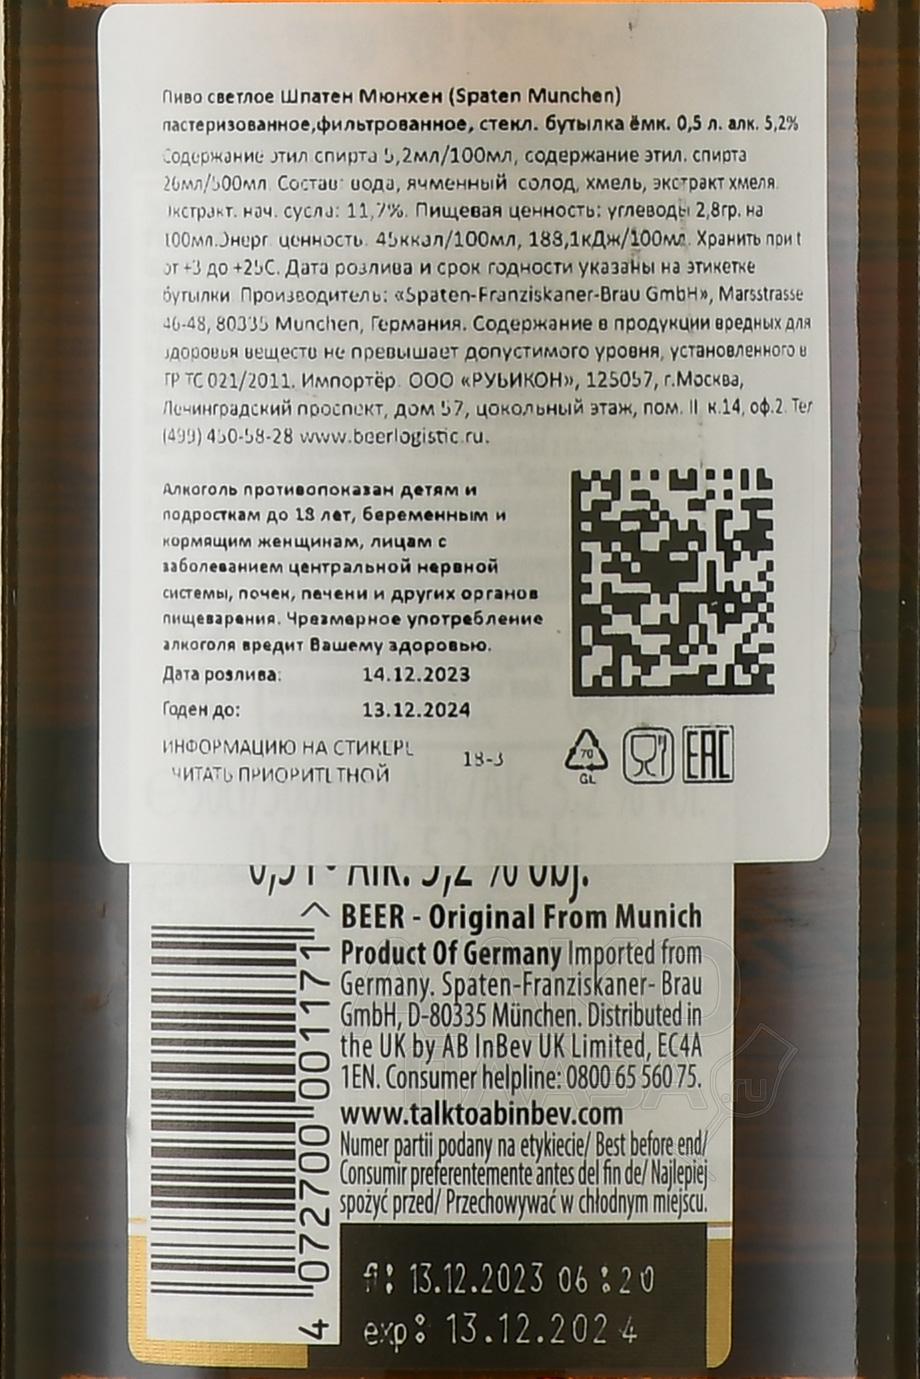 Пиво светлое Шпатен Мюнхен (Spaten Munchen)
пастеризованное,фильтрованное, стекл. бутылка ёмк. 0,5 л. алк. 5,2%
Содержание этил спирта 5,2мл/100мл, содержание этил. спирта
26мл/500мл. Состав: вода, ячменный солод, хмель, экстракт хмеля.
Экстракт. нач. сусла: 11,7%. Пищевая ценность: углеводы 2,8гр. на
100мл.Энерг. ценность. 45ккал/100мл, 188,1кДж/100мл. Хранить при t
от +3 до +25С. Дата розлива и срок годности указаны на этикетке
бутылки. Производитель: «Spaten-Franziskaner-Brau GmbH», Marsstrasse
46-48, 80335 Munchen, Германия. Содержание в продукции вредных для
здоровья веществ не превышает допустимого уровня, установленного в
ТР ТС 021/2011. Импортёр ООО «РУБИКОН», 125057, г.Москва,
Ленинградский проспект, дом 57, цокольный этаж, пом. II к.14, оф.2. Тел
(499) 450-58-28 www.beerlogistic.ru.
Алкоголь противопоказан детям и
подросткам до 18 лет, беременным и
кормящим женщинам, лицам с
заболеванием центральной нервной
системы, почек, печени и других органов
пищеварения. Чрезмерное употребление
алкоголя вредит Вашему здоровью.
Дата розлива: 14.12.2023
Годен до: 13.12.2024
ИНФОРМАЦИЮ НА СТИКЕРЕ 18-3
ЧИТАТЬ ПРИОРИТЕТНОЙ
70
GL
EAC
0,5 l · Alk. 5,2 % obj.
BEER - Original From Munich
Product Of Germany Imported from
Germany. Spaten-Franziskaner- Brau
GmbH, D-80335 München. Distributed in
the UK by AB InBev UK Limited, EC4A
1EN. Consumer helpline: 0800 65 560 75.
www.talktoabinbev.com
Numer partii podany na etykiecie/ Best before end/
Consumir preferentemente antes del fin de/ Najlepiej
spożyć przed/ Przechowywać w chłodnym miejscu.
4 072700 001171 >
fi: 13.12.2023 06:20
exp: 13.12.2024